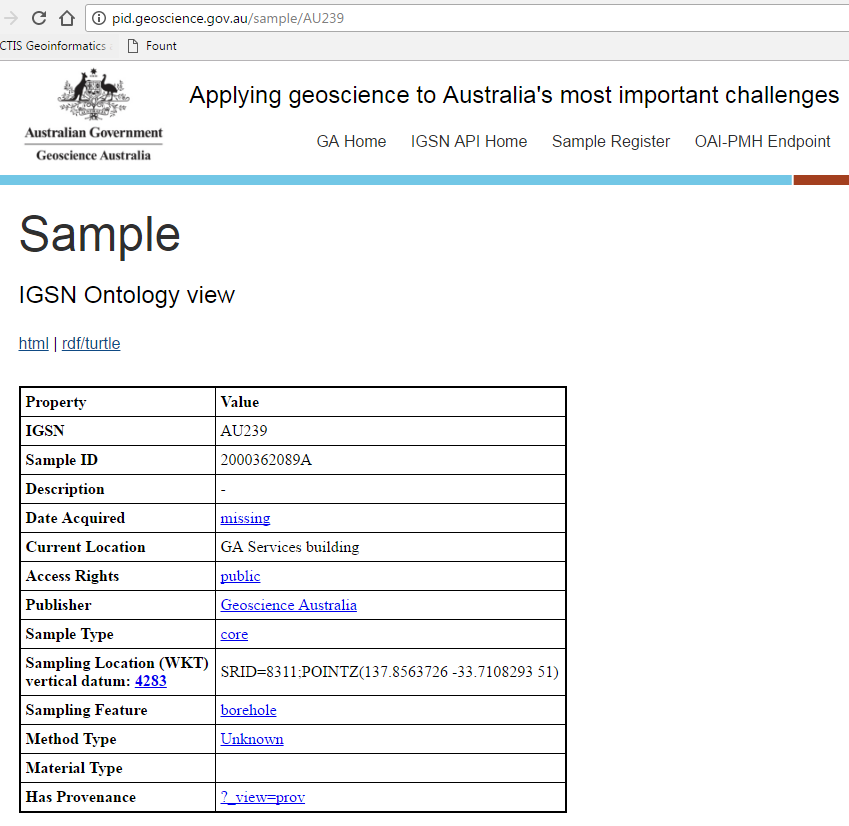 pid.geoscience.gov.au/sample/AU239
CTIS Geoinformatics Fount
Applying geoscience to Australia's most important challenges
Australian Government
Geoscience Australia
GA Home IGSN API Home Sample Register OAI-PMH Endpoint
Sample
IGSN Ontology view
html | rdf/turtle
Property Value
IGSN AU239
Sample ID 2000362089A
Description -
Date Acquired missing
Current Location GA Services building
Access Rights public
Publisher Geoscience Australia
Sample Type core
Sampling Location (WKT)
vertical datum: 4283 SRID=8311;POINTZ(137.8563726 -33.7108293 51)
Sampling Feature borehole
Method Type Unknown
Material Type
Has Provenance ?_view=prov